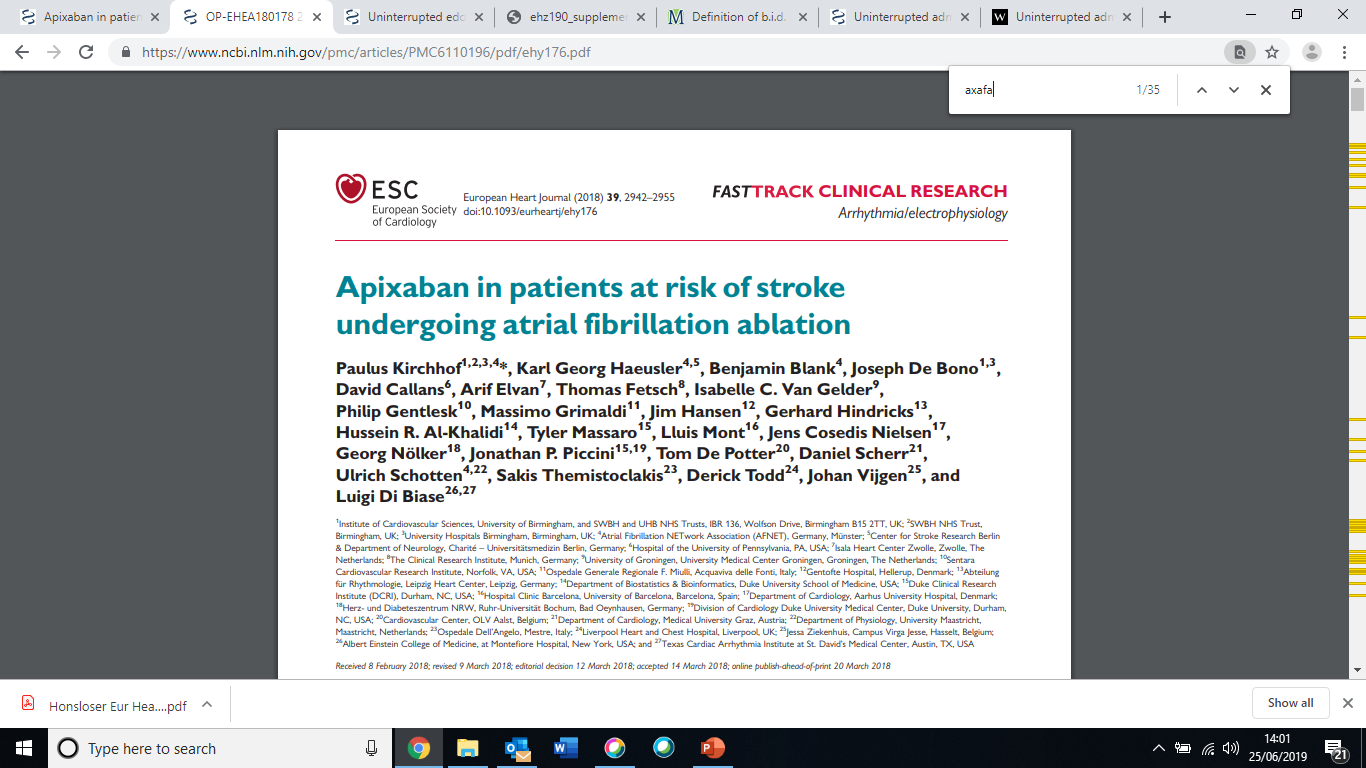 Apixaban in patien
OP-EHEA180178 2
Uninterrupted edo
ehz190_suppleme
Definition of b.i.d.
Uninterrupted adm
Uninterrupted adm
https://www.ncbi.nlm.nih.gov/pmc/articles/PMC6110196/pdf/ehy176.pdf
axafa 1/35
ESC
European Society
of Cardiology
European Heart Journal (2018) 39, 2942–2955
doi:10.1093/eurheartj/ehy176
FASTTRACK CLINICAL RESEARCH
Arrhythmia/electrophysiology
Apixaban in patients at risk of stroke
undergoing atrial fibrillation ablation
Paulus Kirchhof1,2,3,4*, Karl Georg Haeusler4,5, Benjamin Blank4, Joseph De Bono1,3,
David Callans6, Arif Elvan7, Thomas Fetsch8, Isabelle C. Van Gelder9,
Philip Gentlesk10, Massimo Grimaldi11, Jim Hansen12, Gerhard Hindricks13,
Hussein R. Al-Khalidi14, Tyler Massaro15, Lluis Mont16, Jens Cosedis Nielsen17,
Georg Nölker18, Jonathan P. Piccini15,19, Tom De Potter20, Daniel Scherr21,
Ulrich Schotten4,22, Sakis Themistoclakis23, Derick Todd24, Johan Vijgen25, and
Luigi Di Biase26,27
1Institute of Cardiovascular Sciences, University of Birmingham, and SWBH and UHB NHS Trusts, IBR 136, Wolfson Drive, Birmingham B15 2TT, UK; 2SWBH NHS Trust,
Birmingham, UK; 3University Hospitals Birmingham, Birmingham, UK; 4Atrial Fibrillation NETwork Association (AFNET), Germany, Münster; 5Center for Stroke Research Berlin
& Department of Neurology, Charité – Universitätsmedizin Berlin, Germany; 6Hospital of the University of Pennsylvania, PA, USA; 7Isala Heart Center Zwolle, Zwolle, The
Netherlands; 8The Clinical Research Institute, Munich, Germany; 9University of Groningen, University Medical Center Groningen, Groningen, The Netherlands; 10Sentara
Cardiovascular Research Institute, Norfolk, VA, USA; 11Ospedale Generale Regionale F. Miulli, Acquaviva delle Fonti, Italy; 12Gentofte Hospital, Hellerup, Denmark; 13Abteilung
für Rhythmologie, Leipzig Heart Center, Leipzig, Germany; 14Department of Biostatistics & Bioinformatics, Duke University School of Medicine, USA; 15Duke Clinical Research
Institute (DCRI), Durham, NC, USA; 16Hospital Clinic Barcelona, University of Barcelona, Barcelona, Spain; 17Department of Cardiology, Aarhus University Hospital, Denmark;
18Herz- und Diabeteszentrum NRW, Ruhr-Universität Bochum, Bad Oeynhausen, Germany; 19Division of Cardiology Duke University Medical Center, Duke University, Durham,
NC, USA; 20Cardiovascular Center, OLV Aalst, Belgium; 21Department of Cardiology, Medical University Graz, Austria; 22Department of Physiology, University Maastricht,
Maastricht, Netherlands; 23Ospedale Dell’Angelo, Mestre, Italy; 24Liverpool Heart and Chest Hospital, Liverpool, UK; 25Jessa Ziekenhuis, Campus Virga Jesse, Hasselt, Belgium;
26Albert Einstein College of Medicine, at Montefiore Hospital, New York, USA; and 27Texas Cardiac Arrhythmia Institute at St. David’s Medical Center, Austin, TX, USA
Received 8 February 2018; revised 9 March 2018; editorial decision 12 March 2018; accepted 14 March 2018; online publish-ahead-of-print 20 March 2018
Honsloser Eur Hea....pdf
Show all
Type here to search
14:01
25/06/2019
21